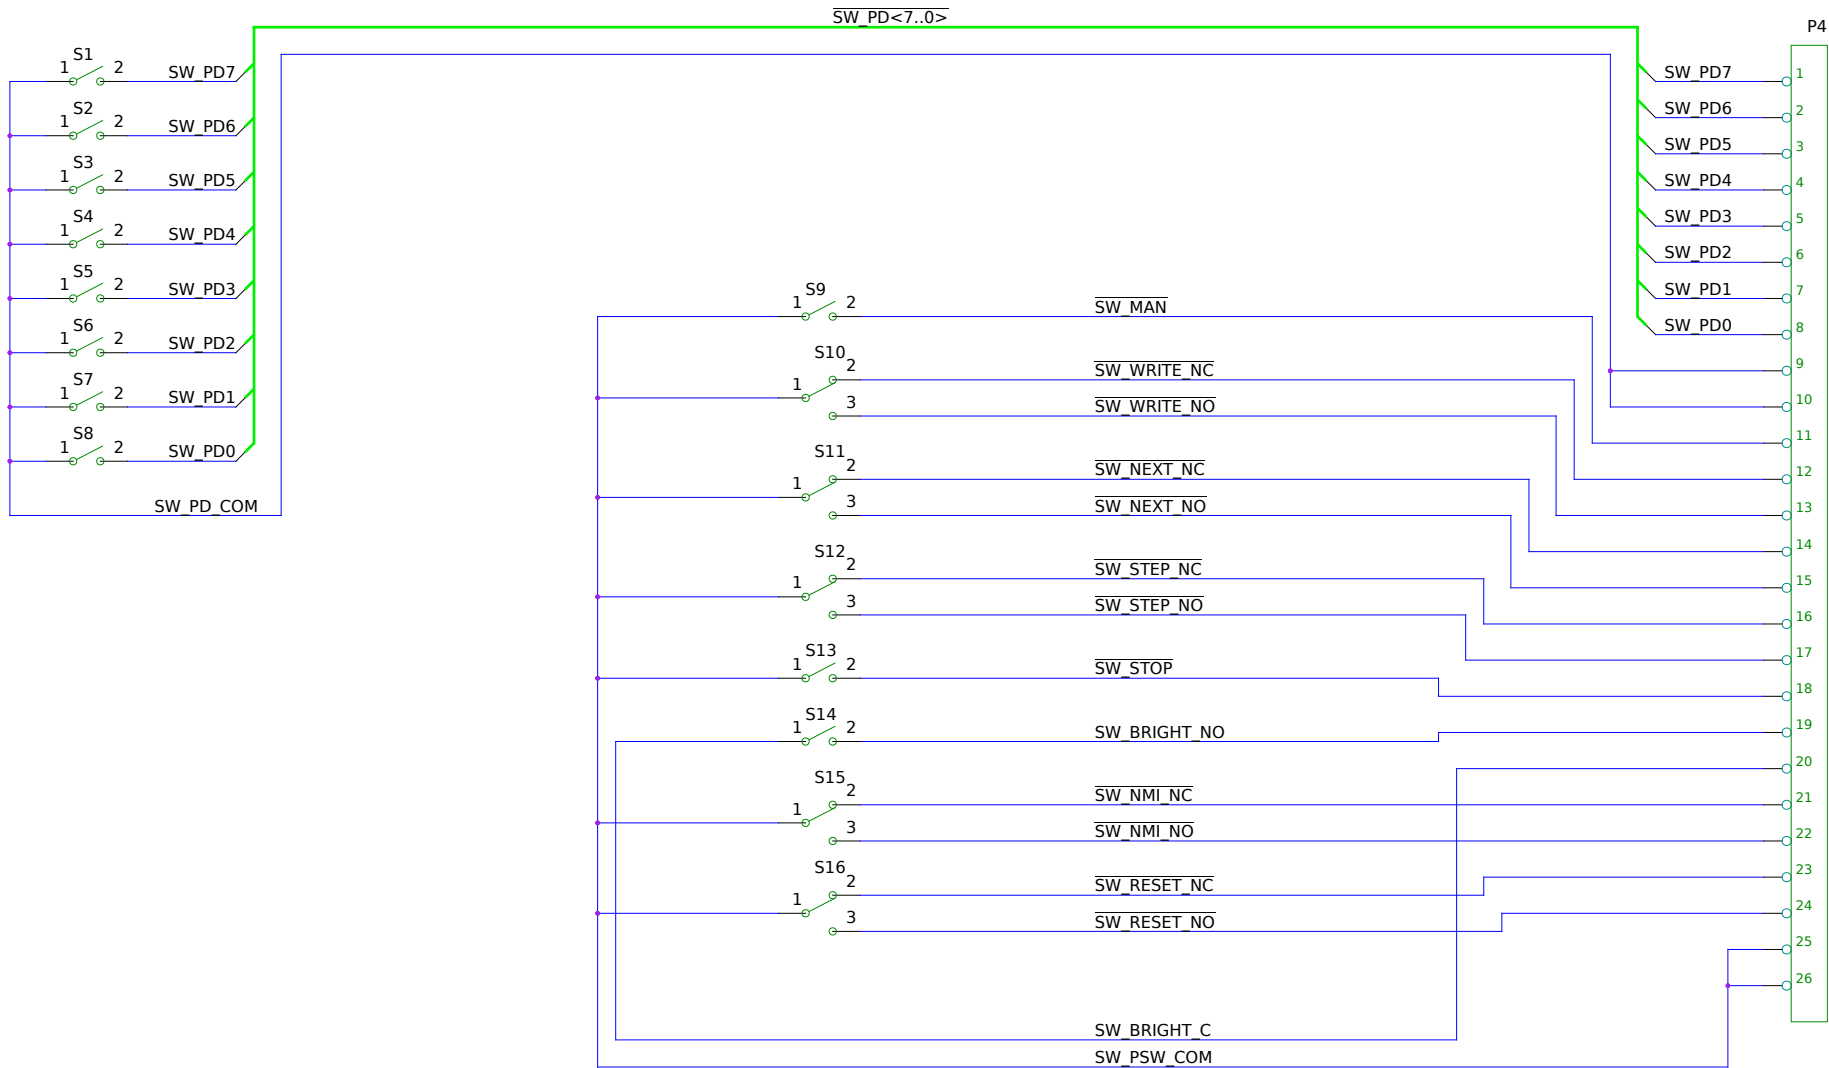 SW_PD<7..0>
P4
S1
1 2 SW_PD7
S2
1 2 SW_PD6
S3
1 2 SW_PD5
S4
1 2 SW_PD4
S5
1 2 SW_PD3
S6
1 2 SW_PD2
S7
1 2 SW_PD1
S8
1 2 SW_PD0
SW_PD_COM
S9
1 2 SW_MAN
S10
1
2 SW_WRITE_NC
3 SW_WRITE_NO
S11
1
2 SW_NEXT_NC
3 SW_NEXT_NO
S12
1
2 SW_STEP_NC
3 SW_STEP_NO
S13
1 2 SW_STOP
S14
1 2 SW_BRIGHT_NO
S15
1
2 SW_NMI_NC
3 SW_NMI_NO
S16
1
2 SW_RESET_NC
3 SW_RESET_NO
SW_BRIGHT_C
SW_PSW_COM
SW_PD7 1
SW_PD6 2
SW_PD5 3
SW_PD4 4
SW_PD3 5
SW_PD2 6
SW_PD1 7
SW_PD0 8
9
10
11
12
13
14
15
16
17
18
19
20
21
22
23
24
25
26